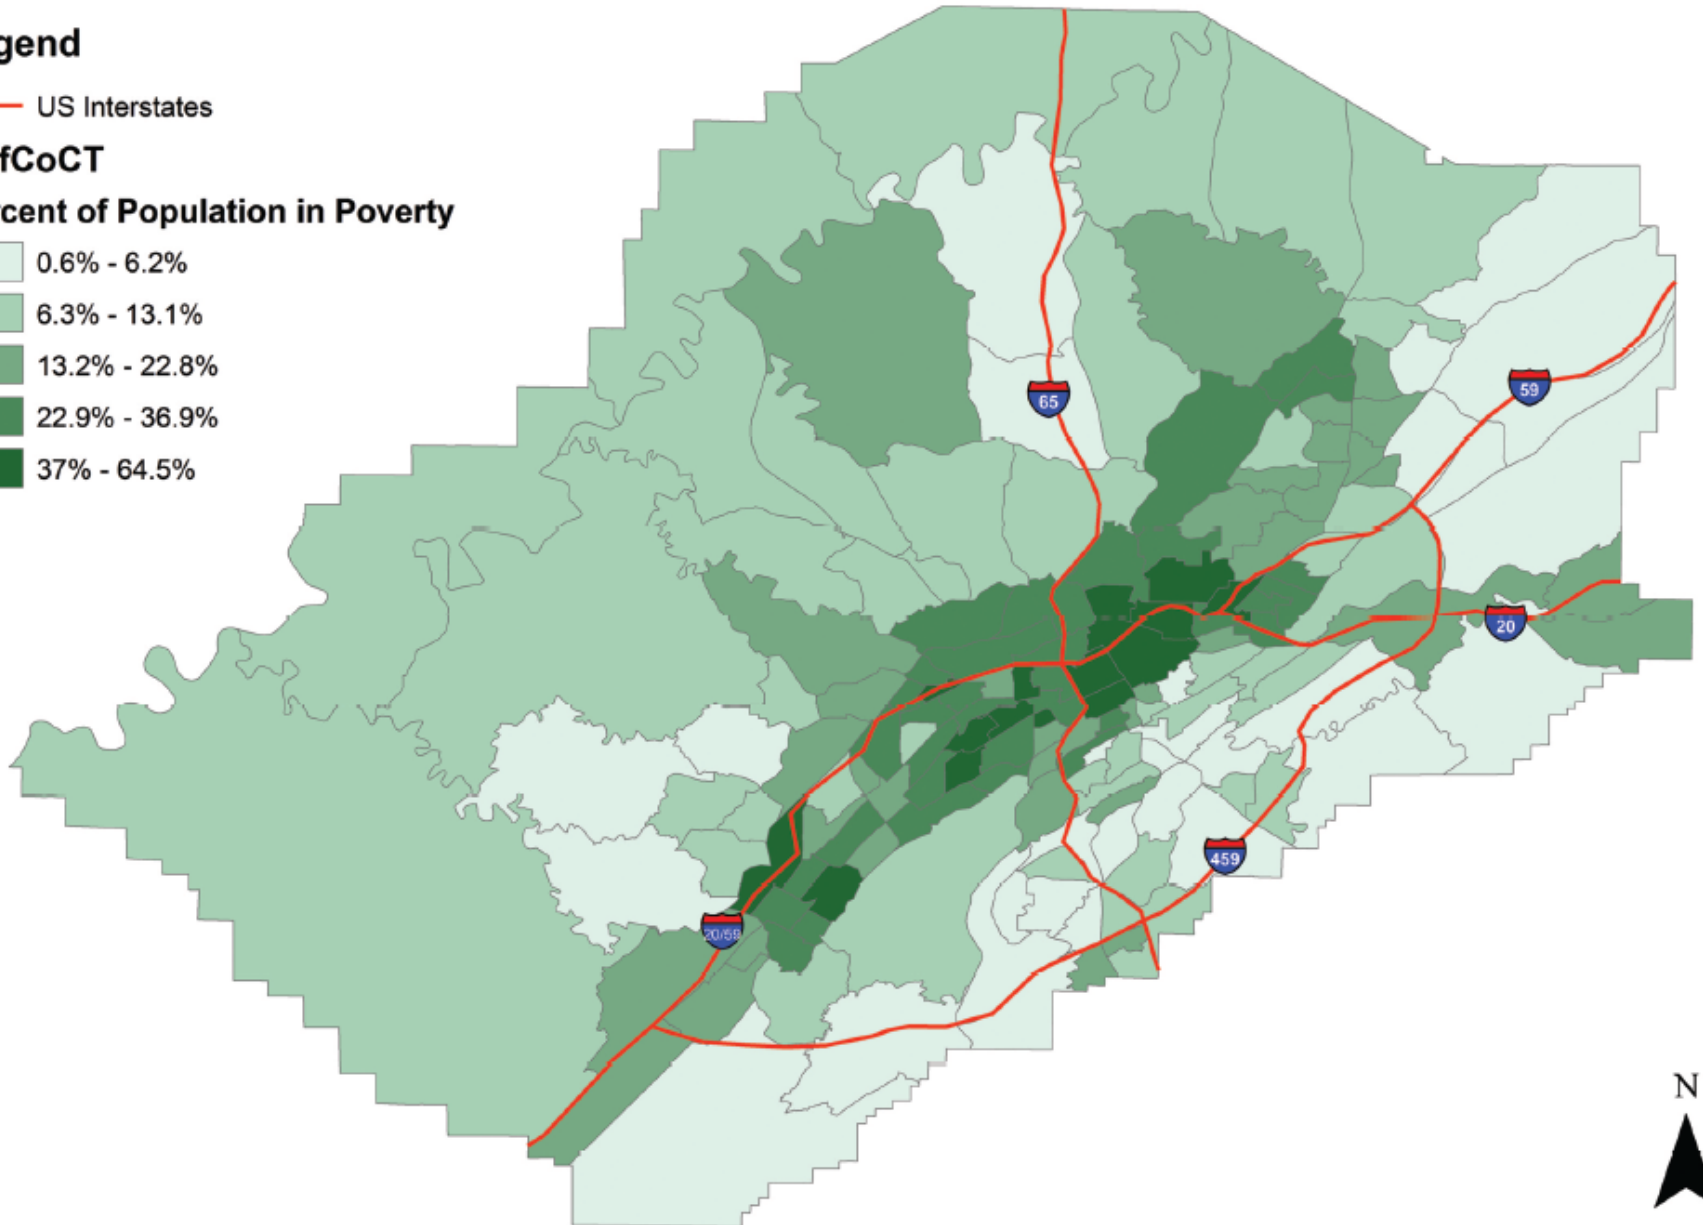 gend
US Interstates
fCoCT
rcent of Population in Poverty
0.6% - 6.2%
6.3% - 13.1%
13.2% - 22.8%
22.9% - 36.9%
37% - 64.5%
65
59
20
459
20/59
N